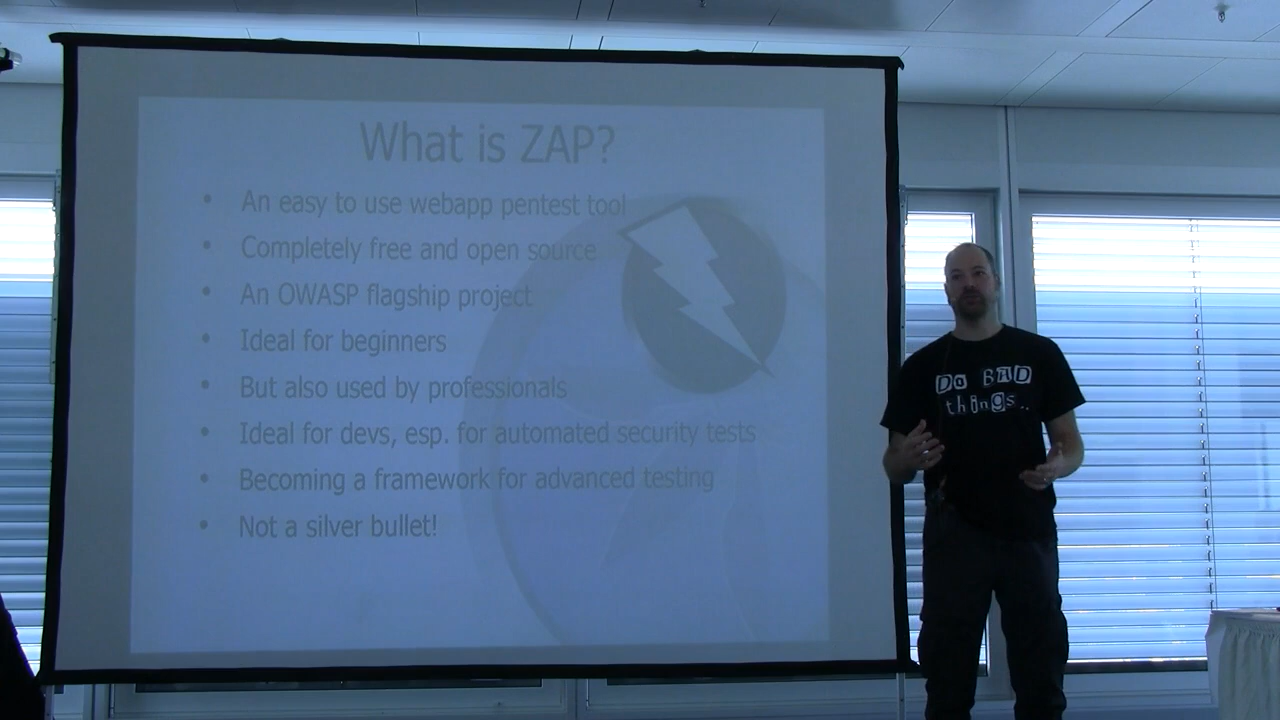 What is ZAP?
• An easy to use webapp pentest tool
• Completely free and open source
• An OWASP flagship project
• Ideal for beginners
• But also used by professionals
• Ideal for devs, esp. for automated security tests
• Becoming a framework for advanced testing
• Not a silver bullet!
Do BAD
things..